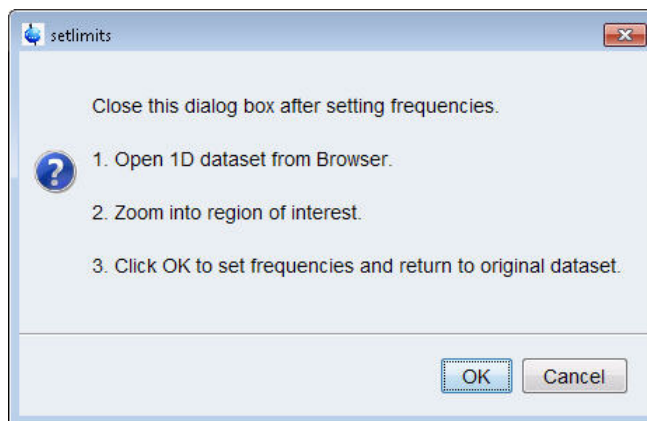 setlimits
Close this dialog box after setting frequencies.
1. Open 1D dataset from Browser.
2. Zoom into region of interest.
3. Click OK to set frequencies and return to original dataset.
OK Cancel